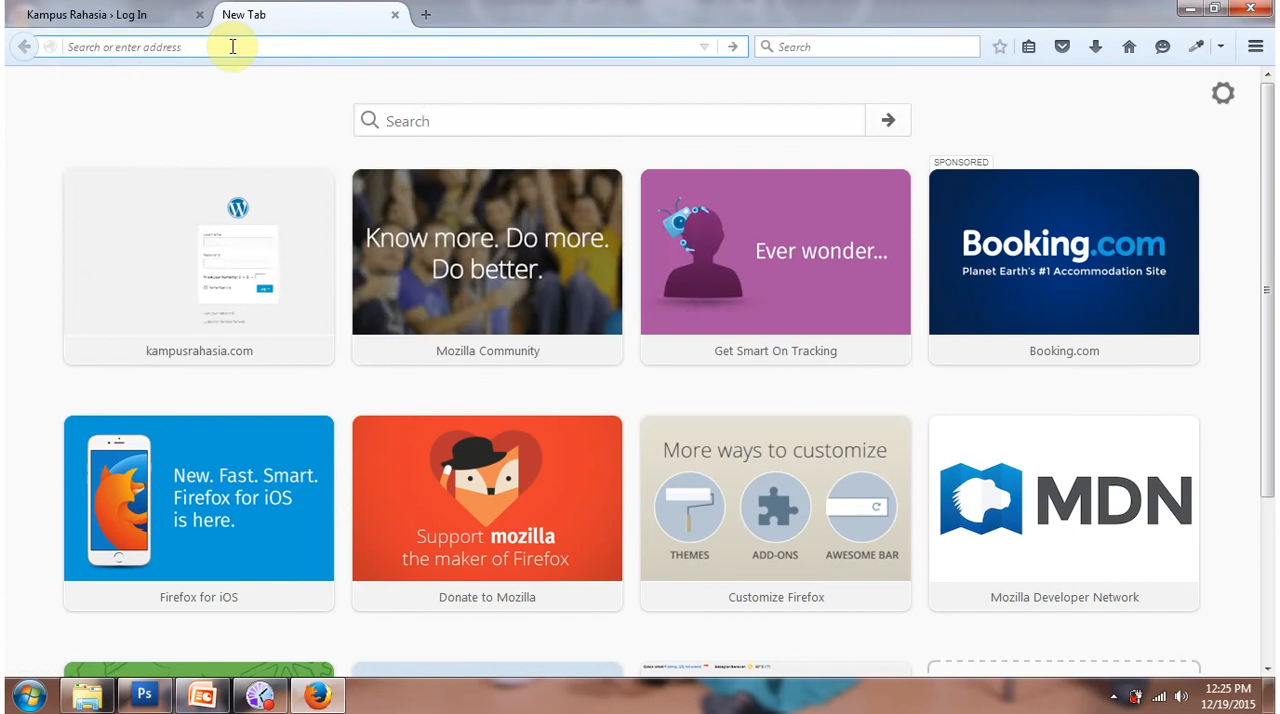 Kampus Rahasia › Log In
New Tab
Search or enter address
Search
Search
SPONSORED
Know more. Do more.
Do better.
Ever wonder...
Booking.com
Planet Earth's #1 Accommodation Site
kampusrahasia.com
Mozilla Community
Get Smart On Tracking
Booking.com
New. Fast. Smart.
Firefox for iOS
is here.
Support mozilla
the maker of Firefox
More ways to customize
THEMES
ADD-ONS
AWESOME BAR
MDN
Firefox for iOS
Donate to Mozilla
Customize Firefox
Mozilla Developer Network
Ps
12:25 PM
12/19/2015